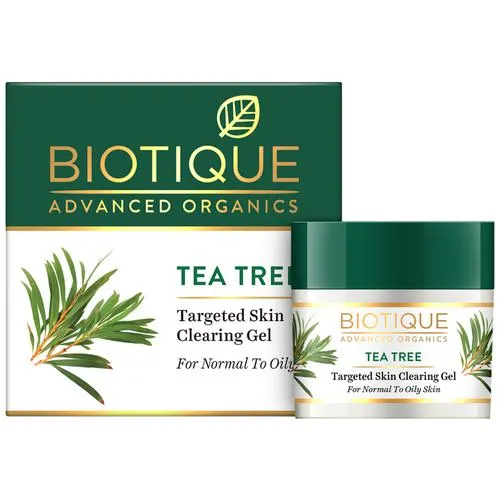 BIOTIQUE
ADVANCED ORGANICS
TEA TREE
Targeted Skin
Clearing Gel
For Normal To Oily
BIOTIQUE
ADVANCED ORGANICS
TEA TREE
Targeted Skin Clearing Gel
For Normal To Oily Skin